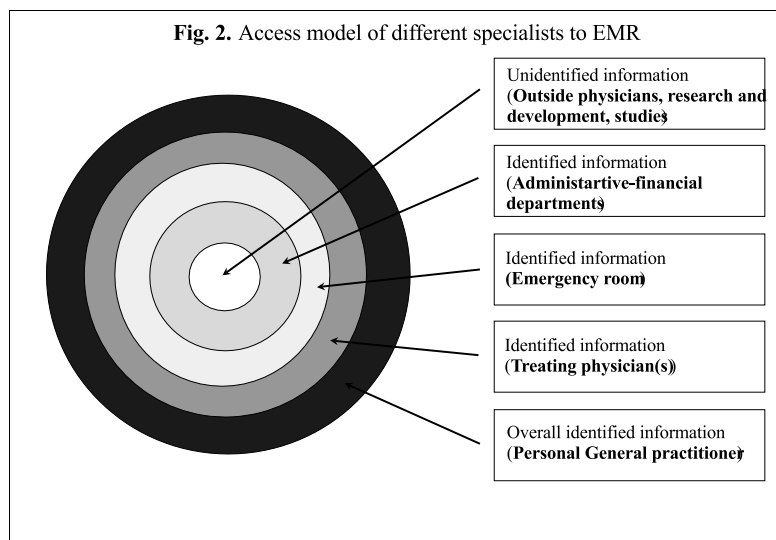 Fig. 2. Access model of different specialists to EMR
Unidentified information
(Outside physicians, research and
development, studies)
Identified information
(Administartive-financial
departments)
Identified information
(Emergency room)
Identified information
(Treating physician(s))
Overall identified information
(Personal General practitioner)